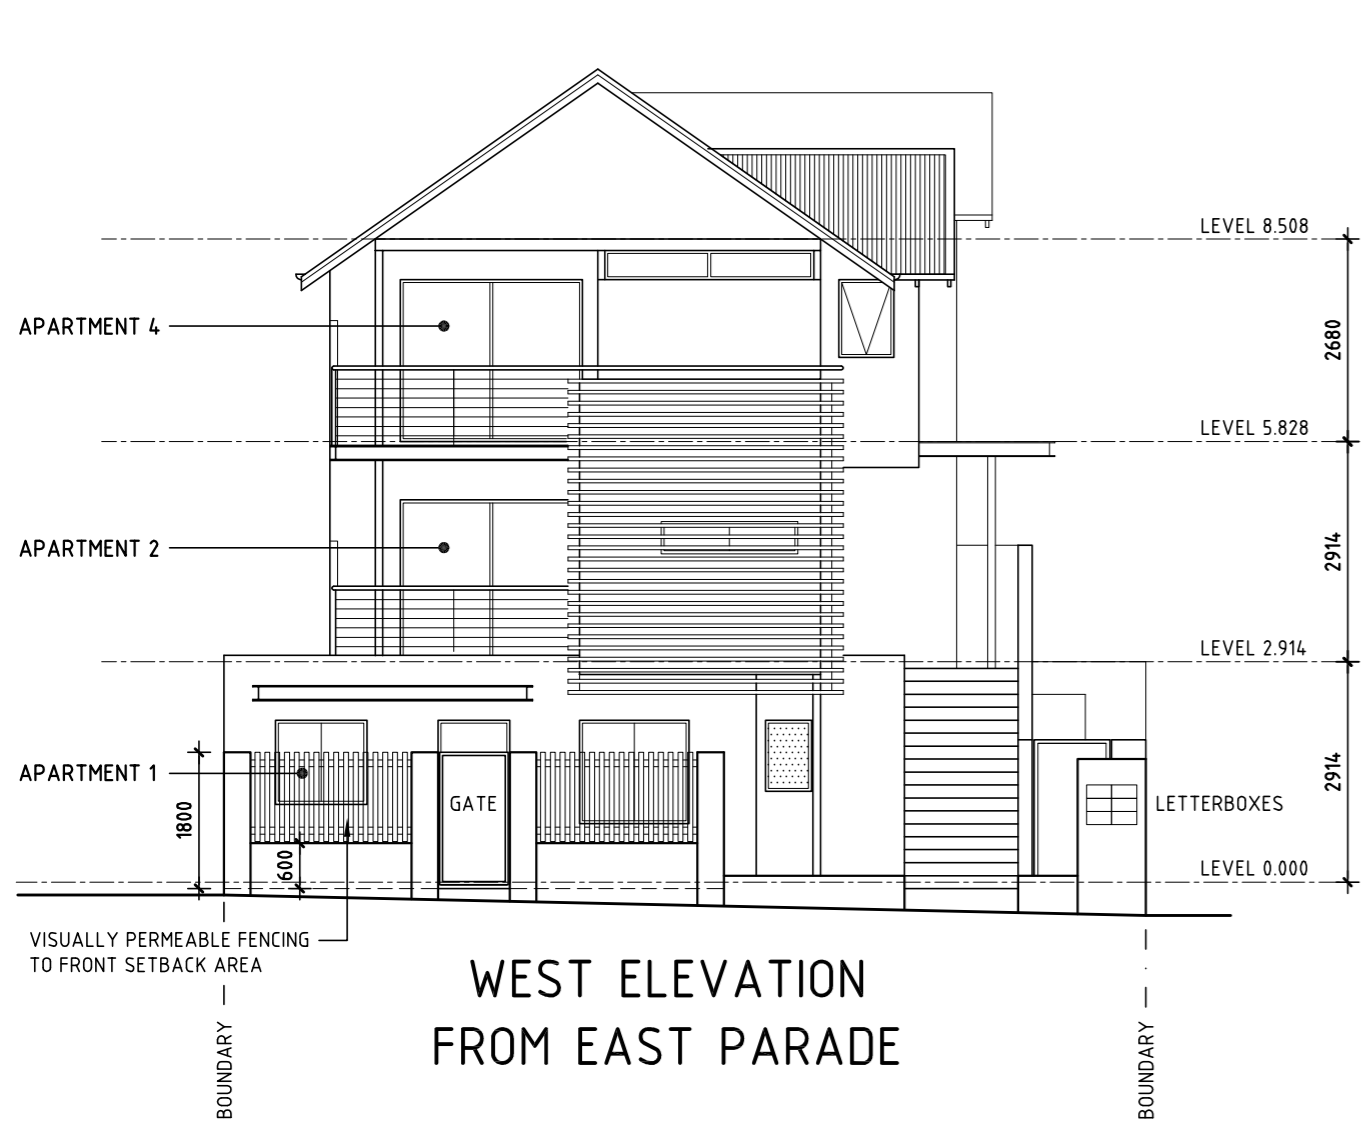 LEVEL 8.508
APARTMENT 4
2680
LEVEL 5.828
APARTMENT 2
2914
LEVEL 2.914
APARTMENT 1
2914
1800
GATE
LETTERBOXES
600
LEVEL 0.000
VISUALLY PERMEABLE FENCING
TO FRONT SETBACK AREA
WEST ELEVATION
FROM EAST PARADE
BOUNDARY
BOUNDARY